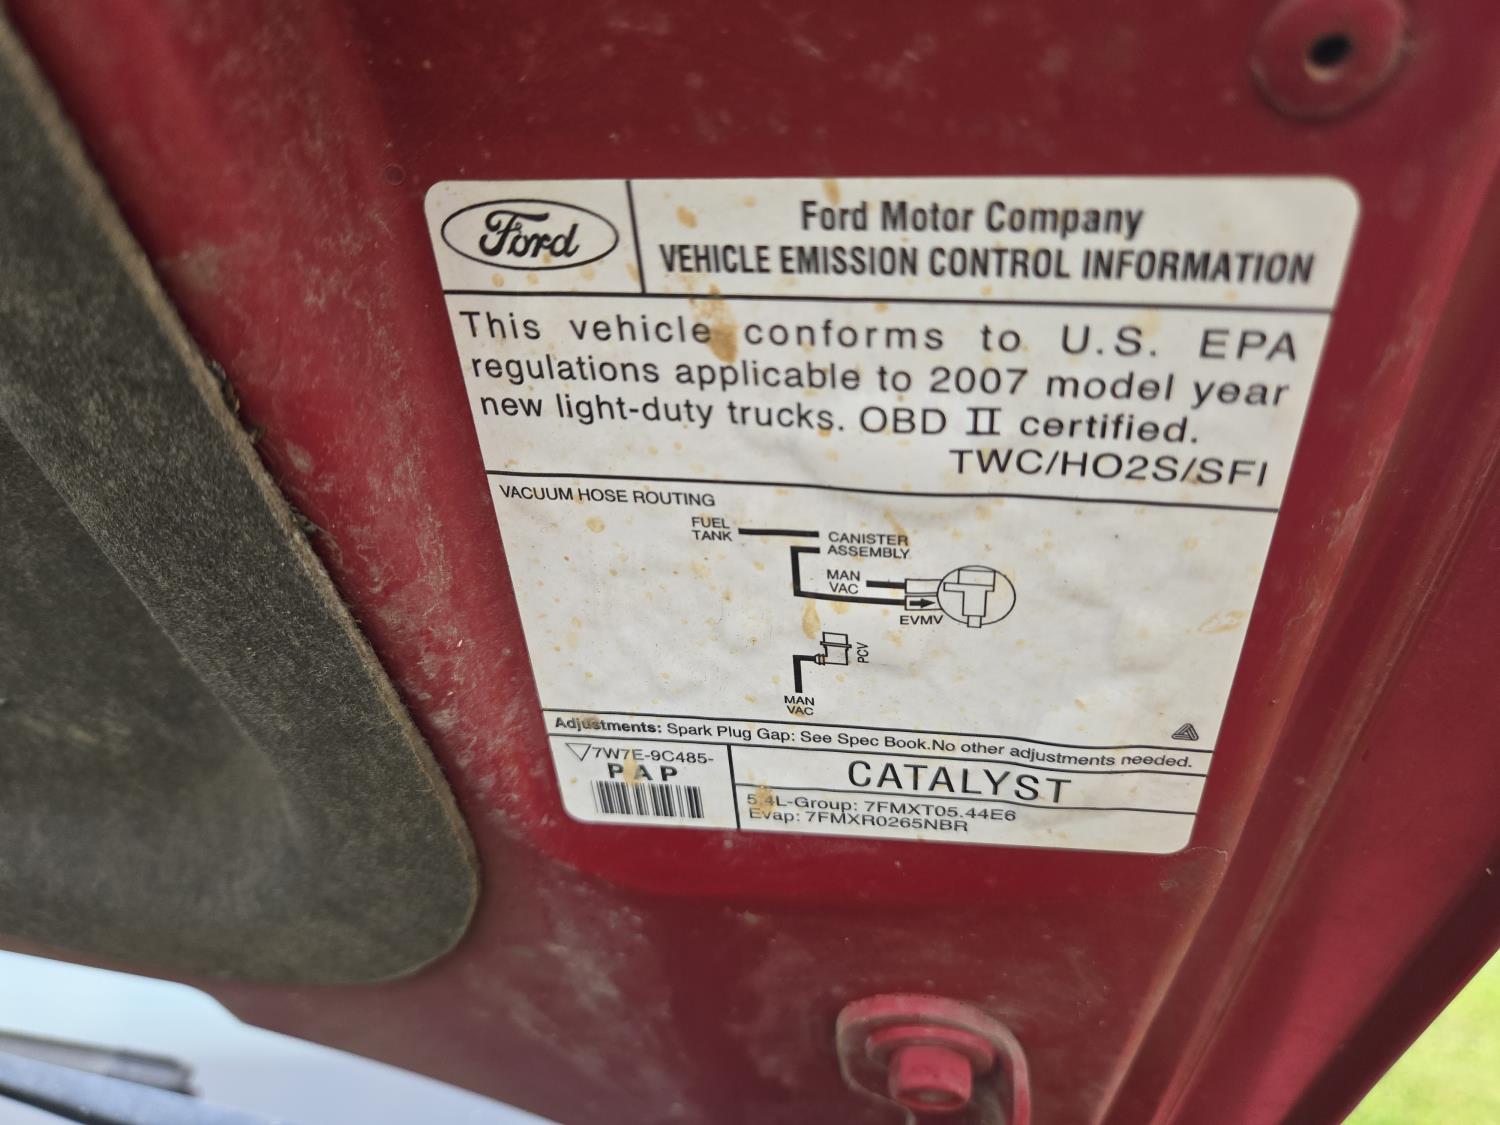 Ford
Ford Motor Company
VEHICLE EMISSION CONTROL INFORMATION
This vehicle conforms to U.S. EPA
regulations applicable to 2007 model year
new light-duty trucks. OBD II certified.
TWC/HO2S/SFI
VACUUM HOSE ROUTING
FUEL
TANK
CANISTER
ASSEMBLY
MAN
VAC
EVMV
PCV
MAN
VAC
Adjustments: Spark Plug Gap: See Spec Book.No other adjustments needed.
7W7E-9C485-
PAP
CATALYST
5.4L-Group: 7FMXT05.44E6
Evap: 7FMXR0265NBR